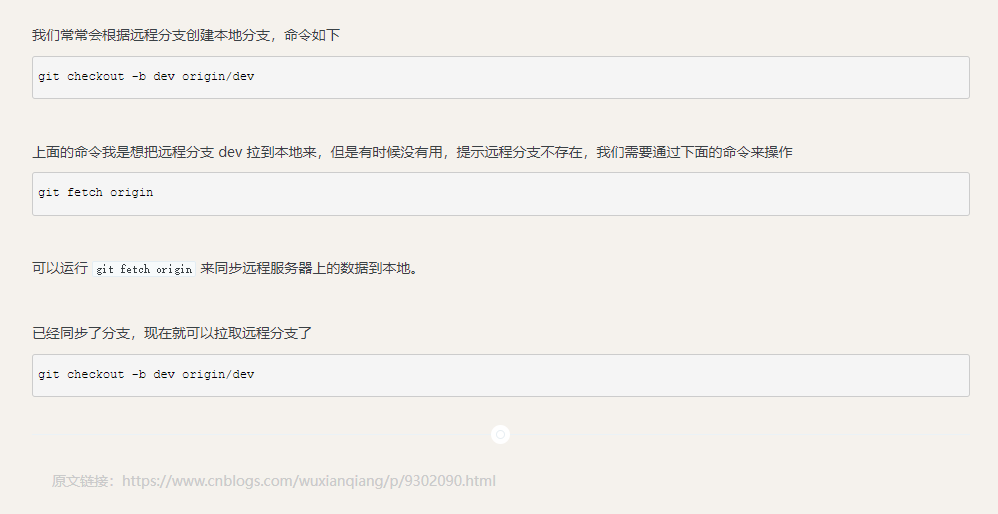 我们常常会根据远程分支创建本地分支，命令如下
git checkout -b dev origin/dev
上面的命令我是想把远程分支 dev 拉到本地来，但是有时候没有用，提示远程分支不存在，我们需要通过下面的命令来操作
git fetch origin
可以运行 git fetch origin 来同步远程服务器上的数据到本地。
已经同步了分支，现在就可以拉取远程分支了
git checkout -b dev origin/dev
原文链接：https://www.cnblogs.com/wuxianqiang/p/9302090.html